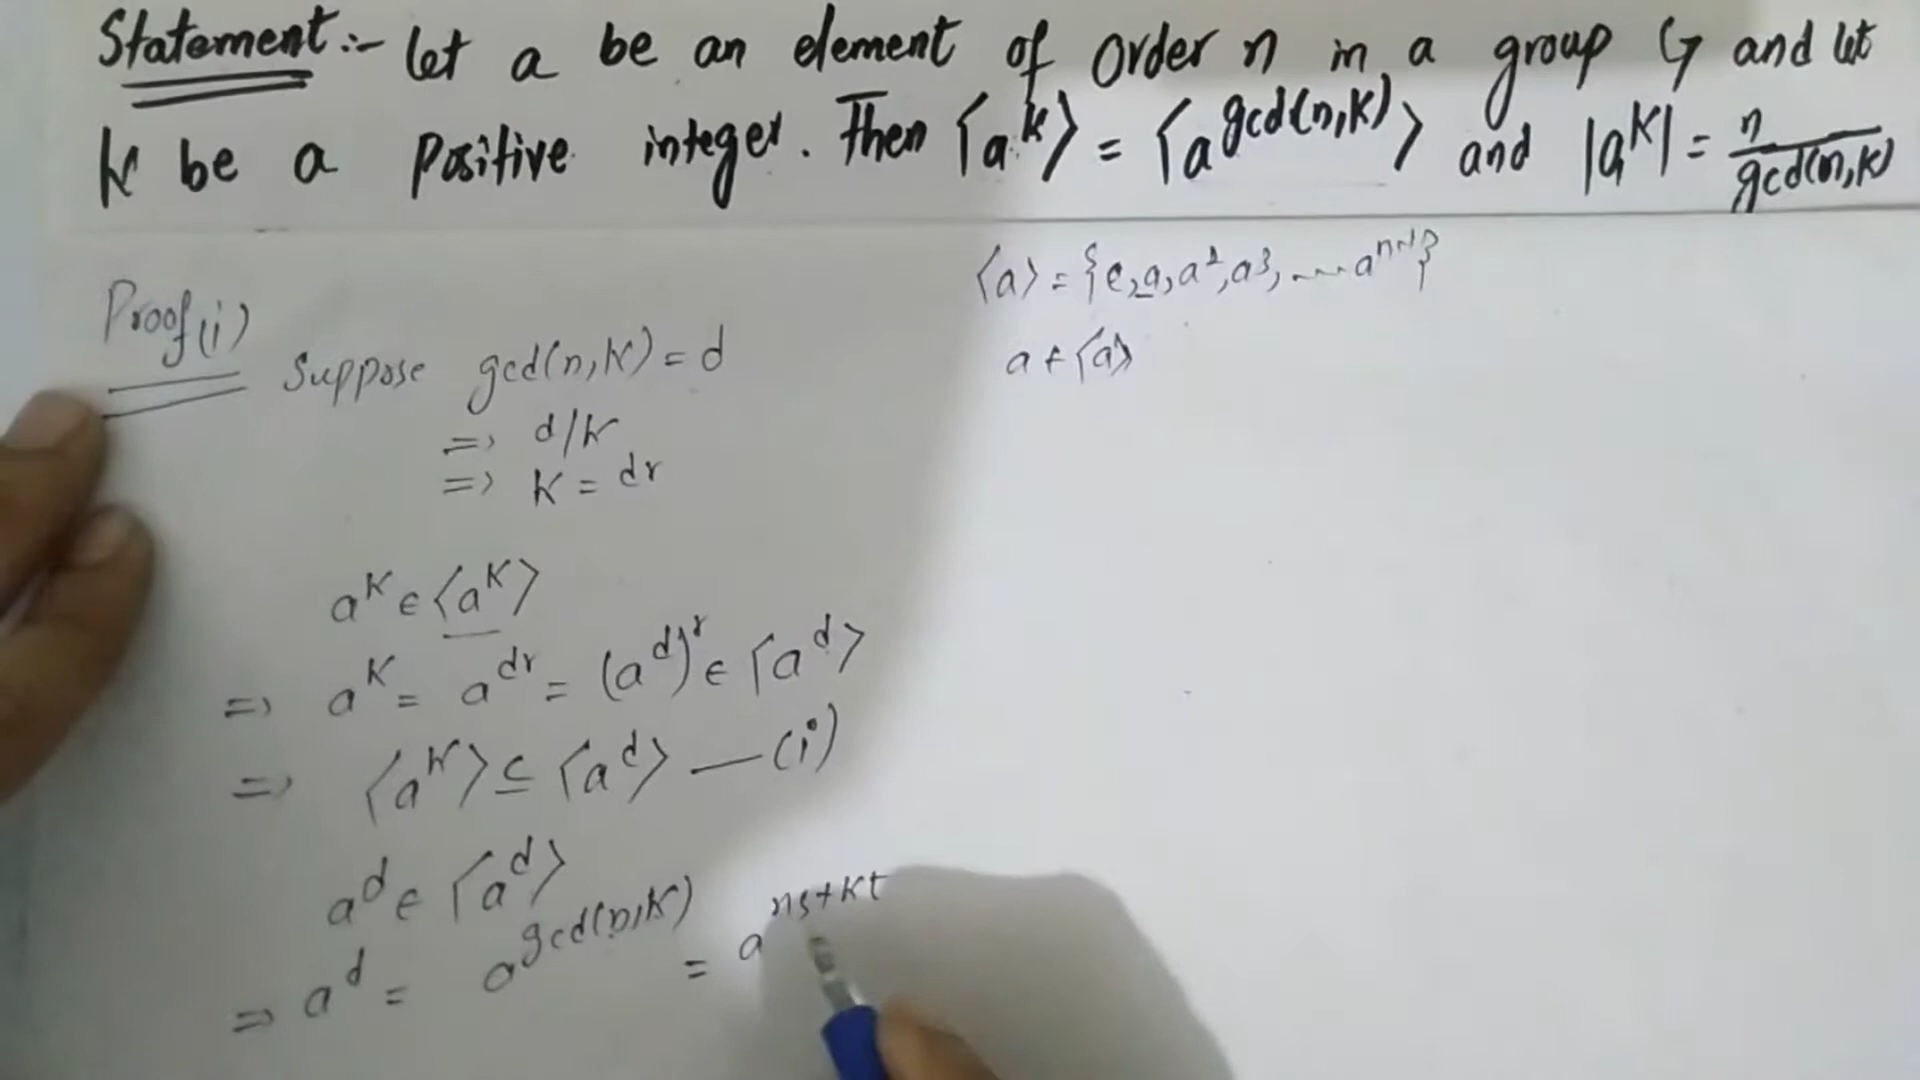 Statement:- let a be an element of order n in a group G and let
K be a positive integer. Then ⟨a^k⟩ = ⟨a^gcd(n,K)⟩ and |a^K| = n/gcd(n,K)
⟨a⟩ = {e,a,a²,a³,....a^n-1}
a ∈ ⟨a⟩
Proof(i)
Suppose gcd(n,K) = d
=> d/K
=> K = dr
a^K ∈ ⟨a^K⟩
=> a^K = a^dr = (a^d)^r ∈ ⟨a^d⟩
=> ⟨a^K⟩ ⊆ ⟨a^d⟩ —(i)
a^d ∈ ⟨a^d⟩
=> a^d = a^gcd(n,K) = a^ns+Kt